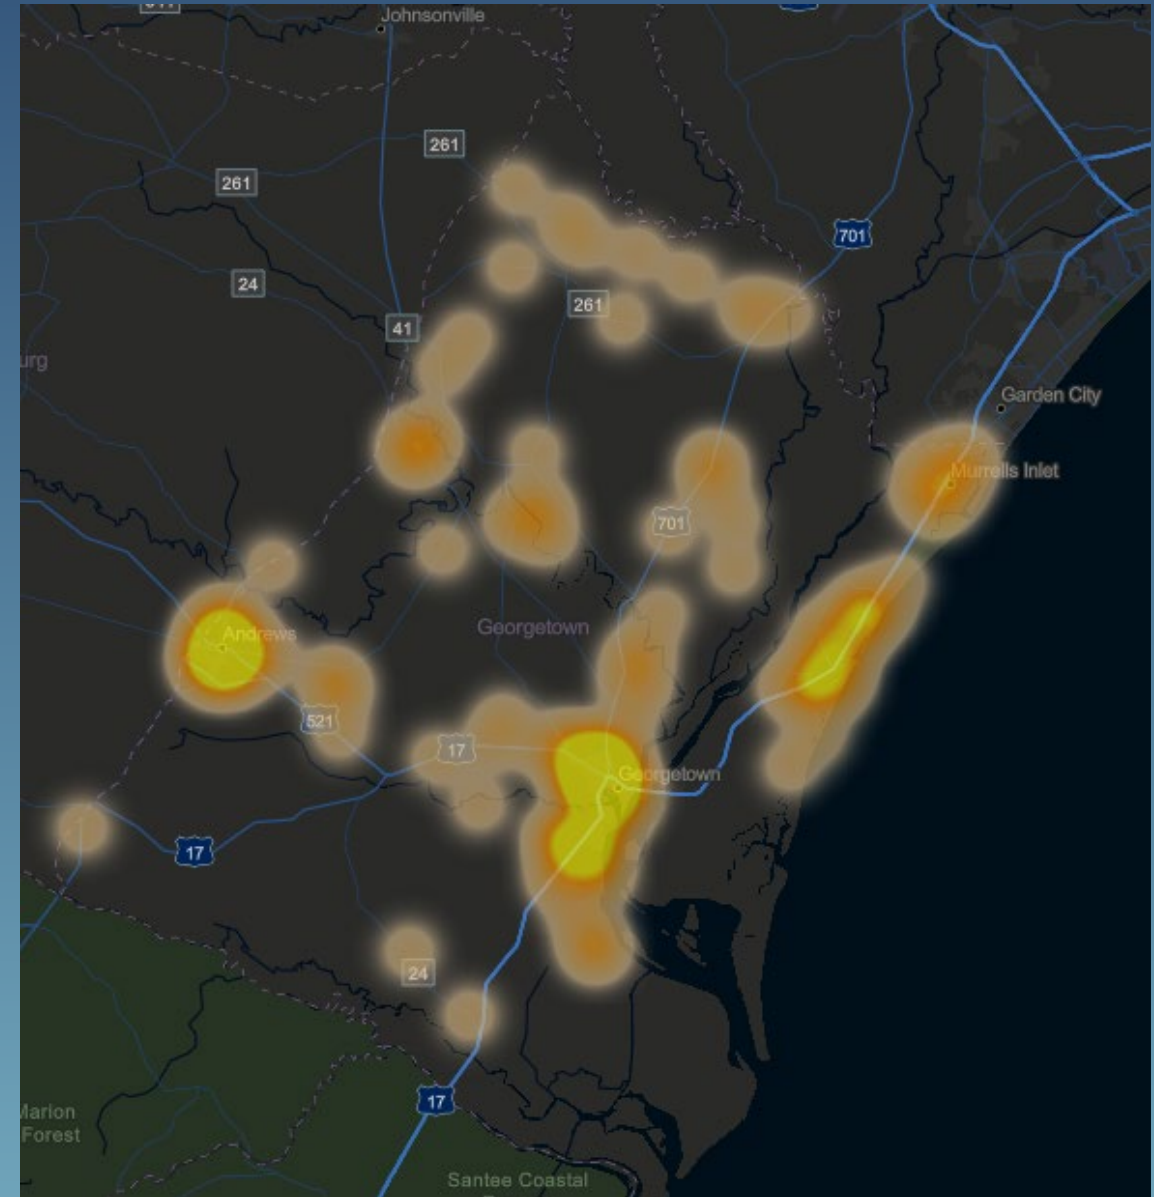 Johnsonville
261
261
701
24
261
41
urg
Garden City
Murrells Inlet
701
Georgetown
Andrews
521
17
Georgetown
17
24
Marion
Forest
17
Santee Coastal